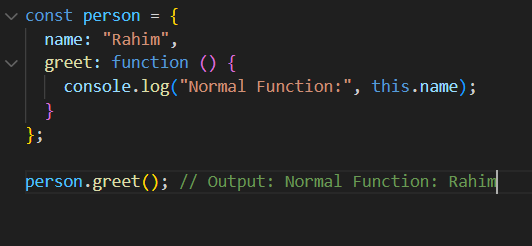 const person = {
  name: "Rahim",
  greet: function () {
    console.log("Normal Function:", this.name);
  }
};

person.greet(); // Output: Normal Function: Rahim